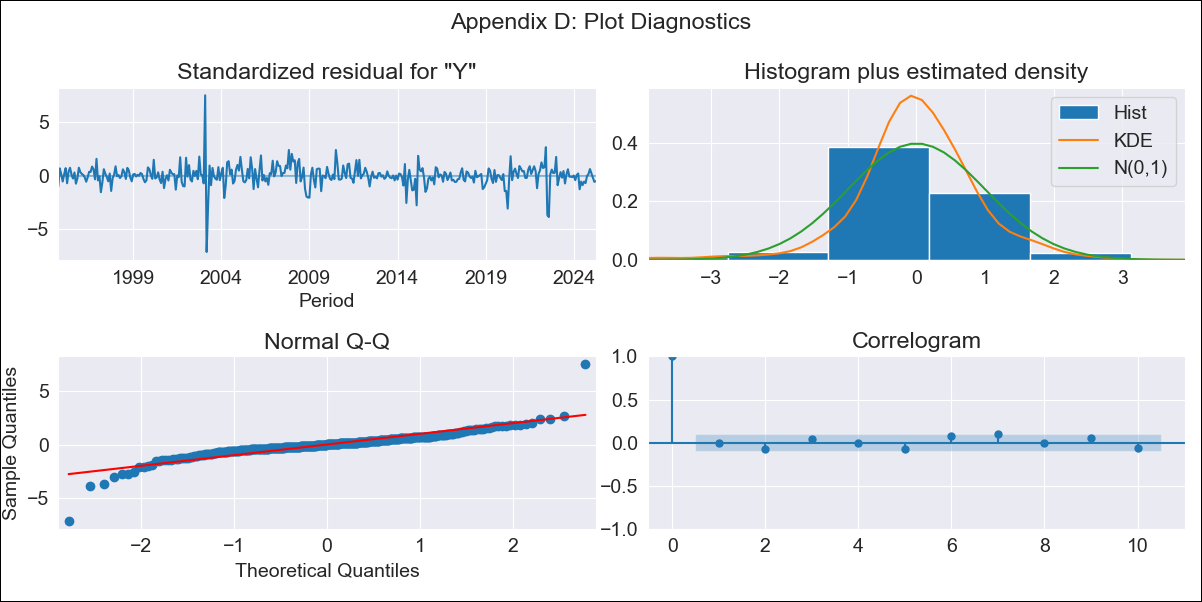 Appendix D: Plot Diagnostics
Standardized residual for "Y"
5
0
−5
1999 2004 2009 2014 2019 2024
Period
Histogram plus estimated density
Hist
KDE
N(0,1)
0.4
0.2
0.0
−3 −2 −1 0 1 2 3
Normal Q-Q
Sample Quantiles
5
0
−5
−2 −1 0 1 2
Theoretical Quantiles
Correlogram
1.0
0.5
0.0
−0.5
−1.0
0 2 4 6 8 10